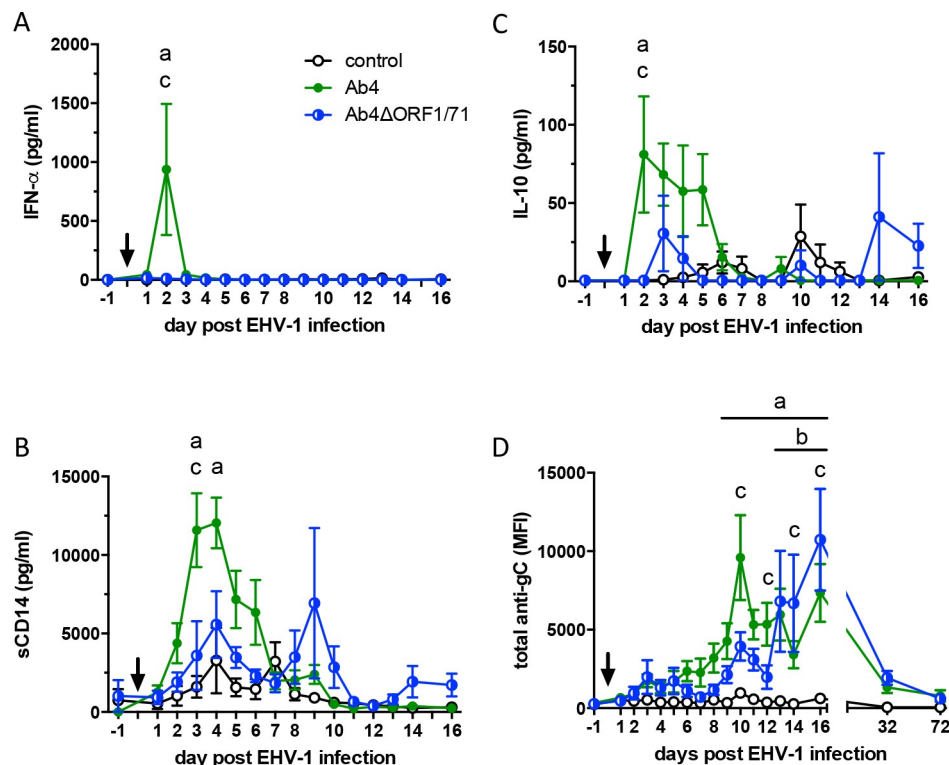 A
2000
1500
1000
500
0
IFN-α (pg/ml)
a
c
control
Ab4
Ab4ΔORF1/71
-1 1 2 3 4 5 6 7 8 10 12 14 16
day post EHV-1 infection
C
150
100
50
0
IL-10 (pg/ml)
a
c
-1 1 2 3 4 5 6 7 8 10 12 14 16
day post EHV-1 infection
B
15000
10000
5000
0
sCD14 (pg/ml)
a
c a
-1 1 2 3 4 5 6 7 8 10 12 14 16
day post EHV-1 infection
D
15000
10000
5000
0
total anti-gC (MFI)
a
b
c c c c
-1 1 2 4 6 8 10 12 14 16 32 72
days post EHV-1 infection